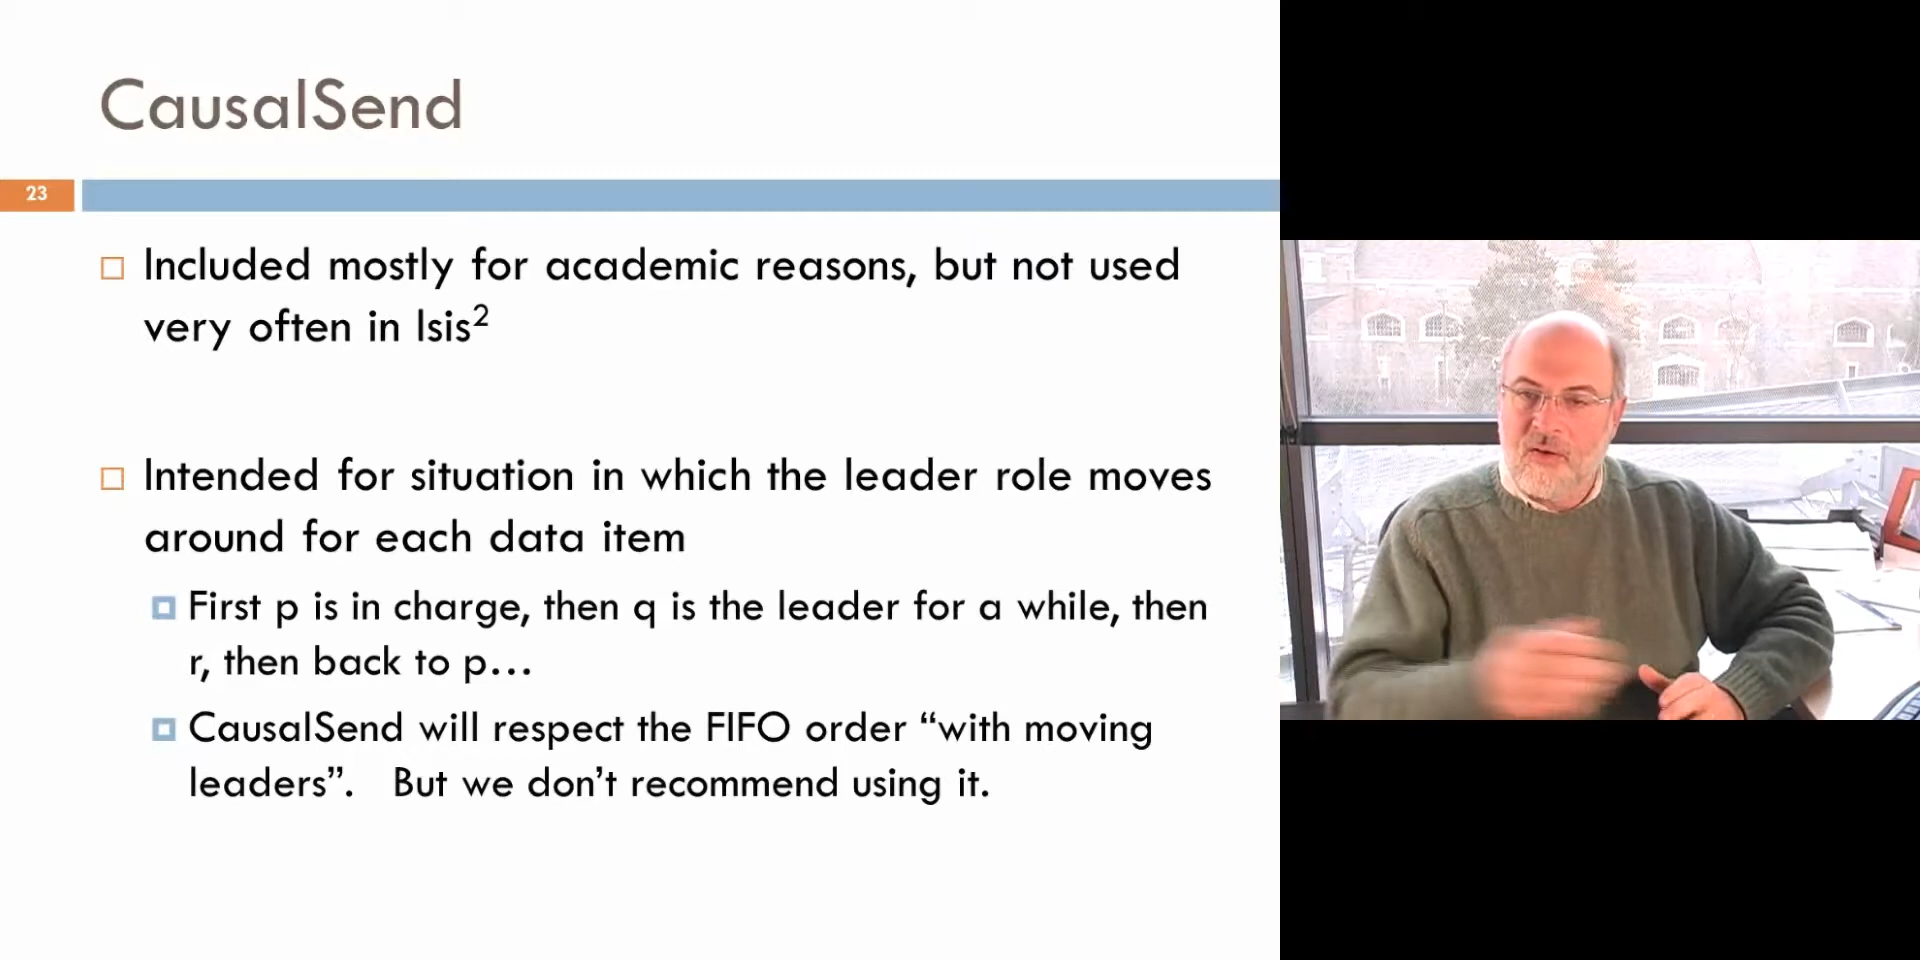 CausalSend
23
Included mostly for academic reasons, but not used
very often in Isis²
Intended for situation in which the leader role moves
around for each data item
First p is in charge, then q is the leader for a while, then
r, then back to p…
CausalSend will respect the FIFO order “with moving
leaders”.   But we don’t recommend using it.